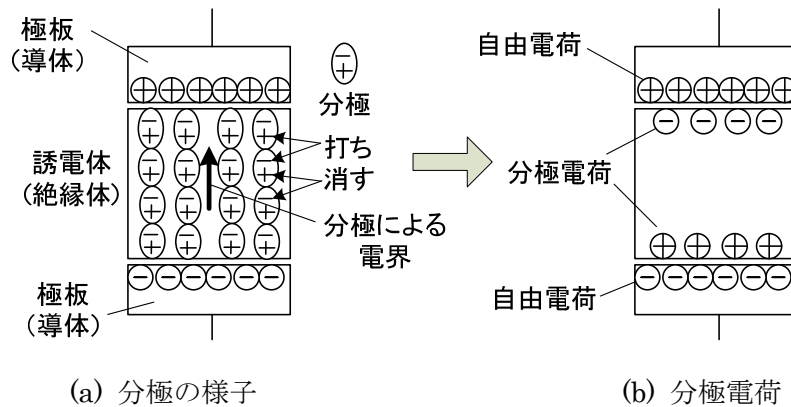 極板
(導体)
分極
誘電体
(絶縁体)
打ち
消す
分極による
電界
極板
(導体)
(a) 分極の様子
自由電荷
分極電荷
自由電荷
(b) 分極電荷